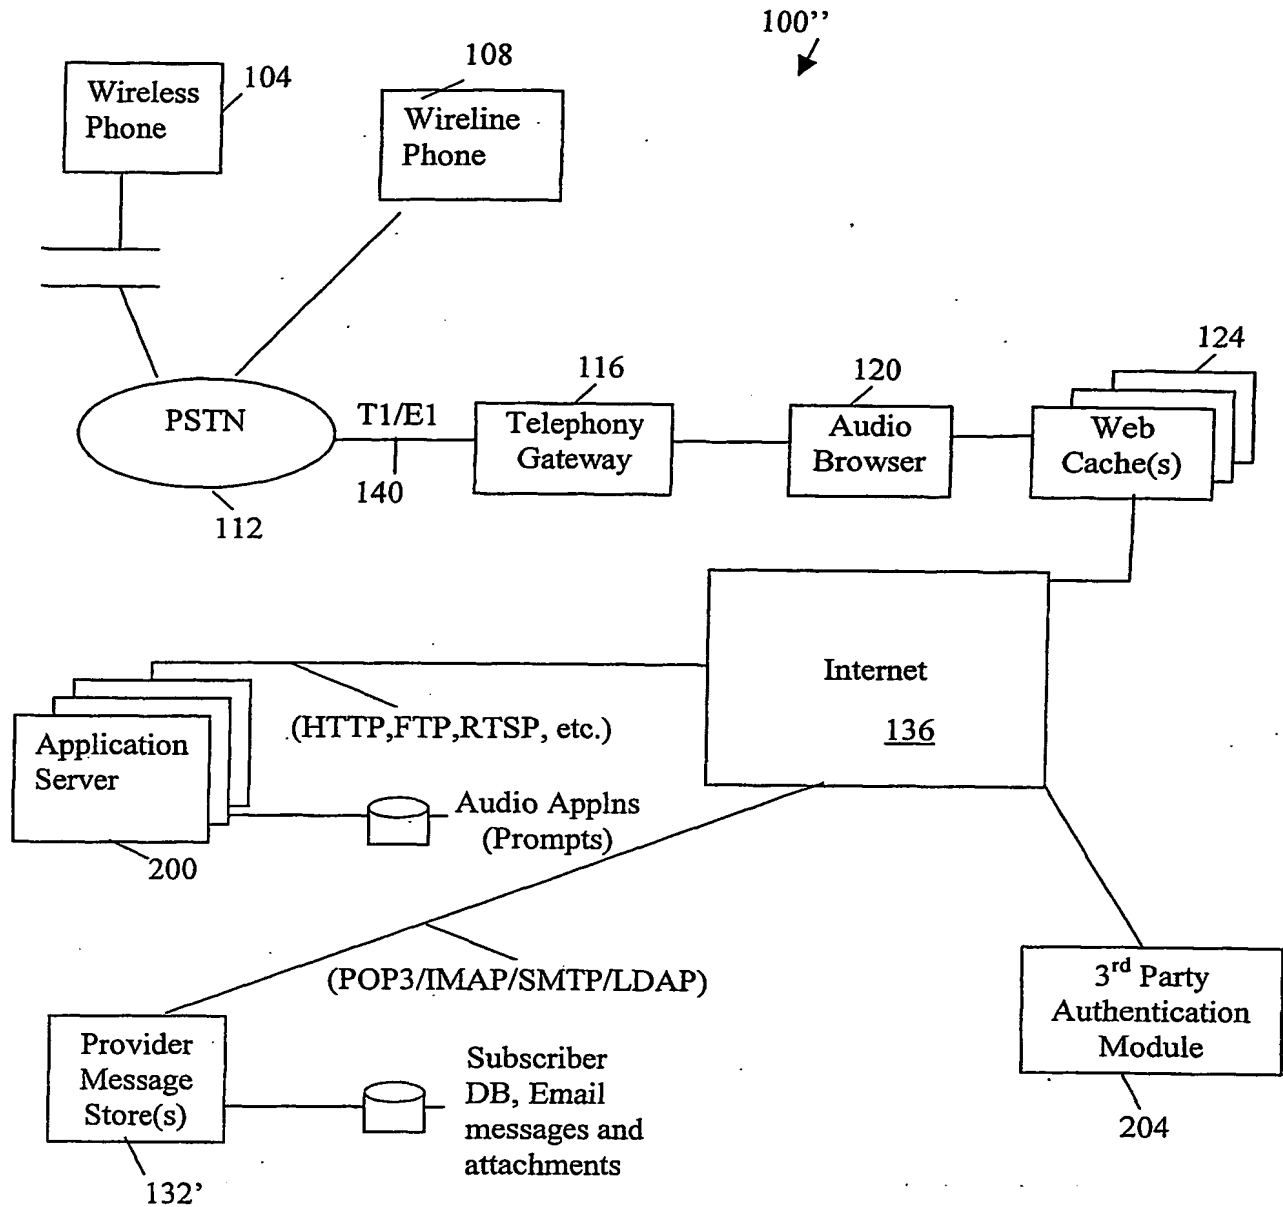 100’’
Wireless
Phone
104
108
Wireline
Phone
124
PSTN
T1/E1
140
112
116
Telephony
Gateway
120
Audio
Browser
Web
Cache(s)
Internet
136
(HTTP,FTP,RTSP, etc.)
Application
Server
200
Audio Applns
(Prompts)
(POP3/IMAP/SMTP/LDAP)
3rd Party
Authentication
Module
204
Provider
Message
Store(s)
132’
Subscriber
DB, Email
messages and
attachments